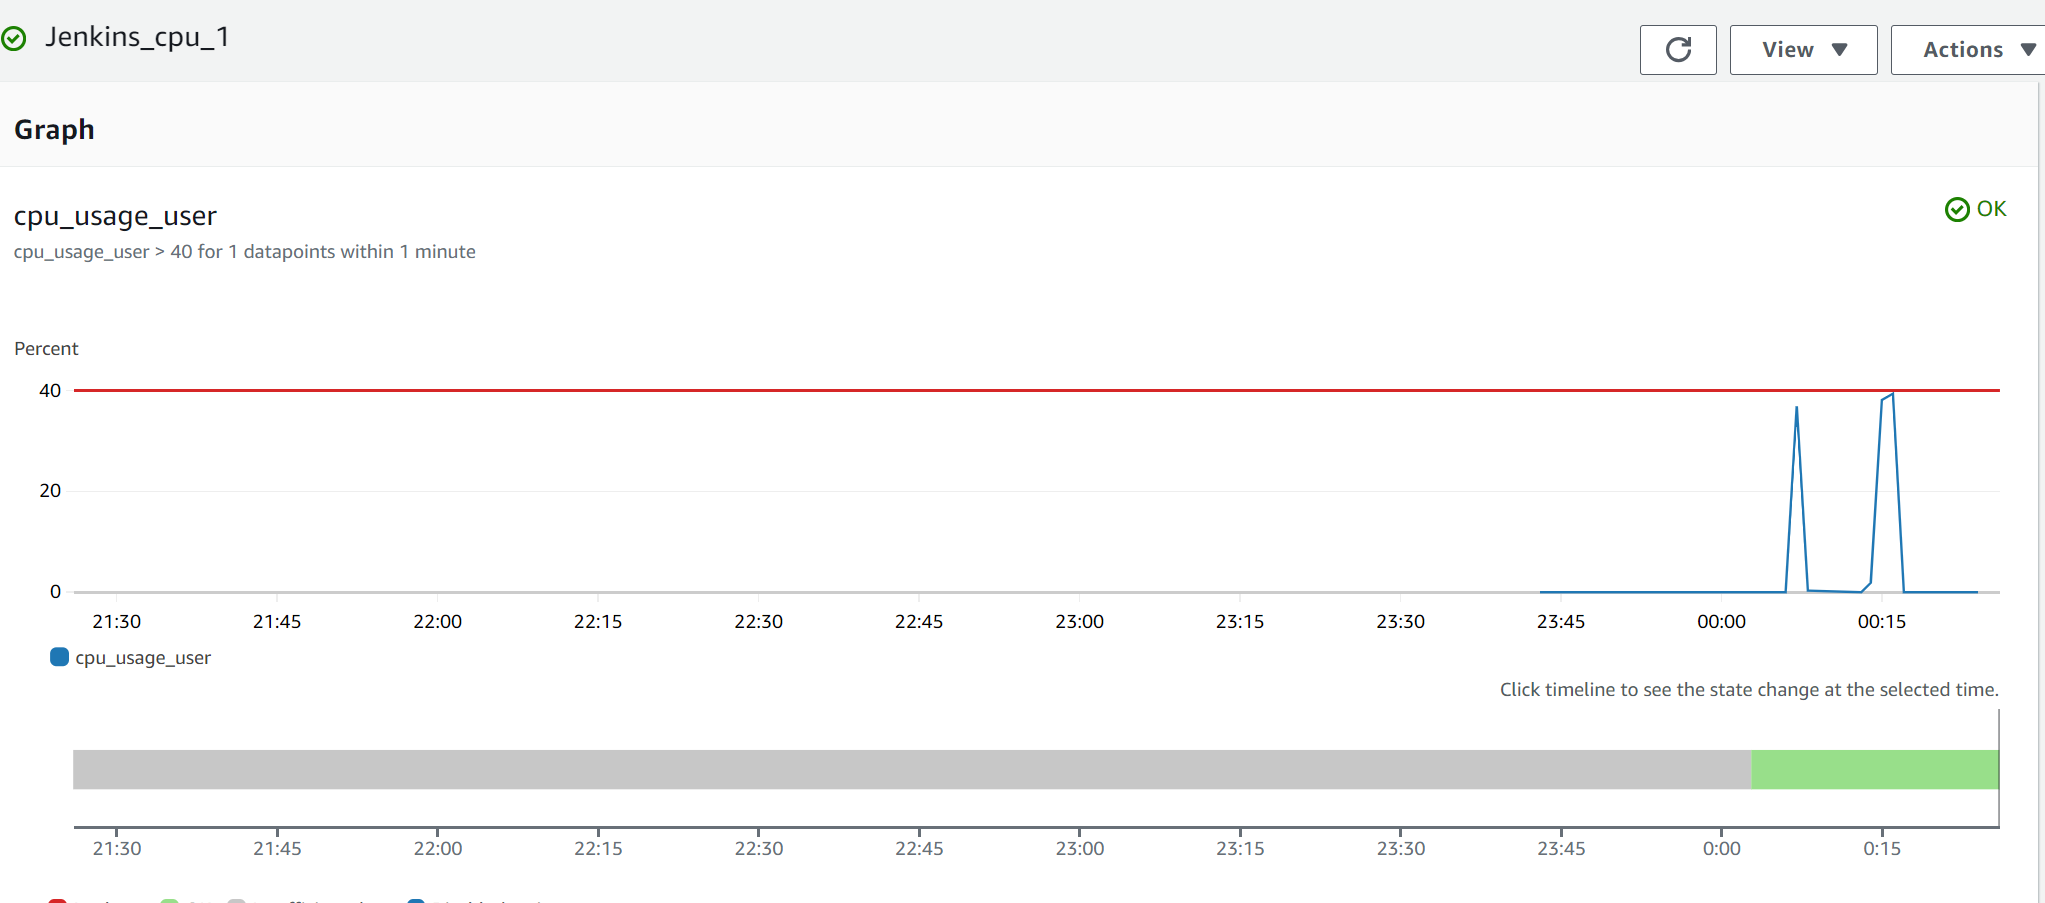 Jenkins_cpu_1
View
Actions
Graph
cpu_usage_user
OK
cpu_usage_user > 40 for 1 datapoints within 1 minute
Percent
40
20
0
21:30 21:45 22:00 22:15 22:30 22:45 23:00 23:15 23:30 23:45 00:00 00:15
cpu_usage_user
Click timeline to see the state change at the selected time.
21:30 21:45 22:00 22:15 22:30 22:45 23:00 23:15 23:30 23:45 0:00 0:15